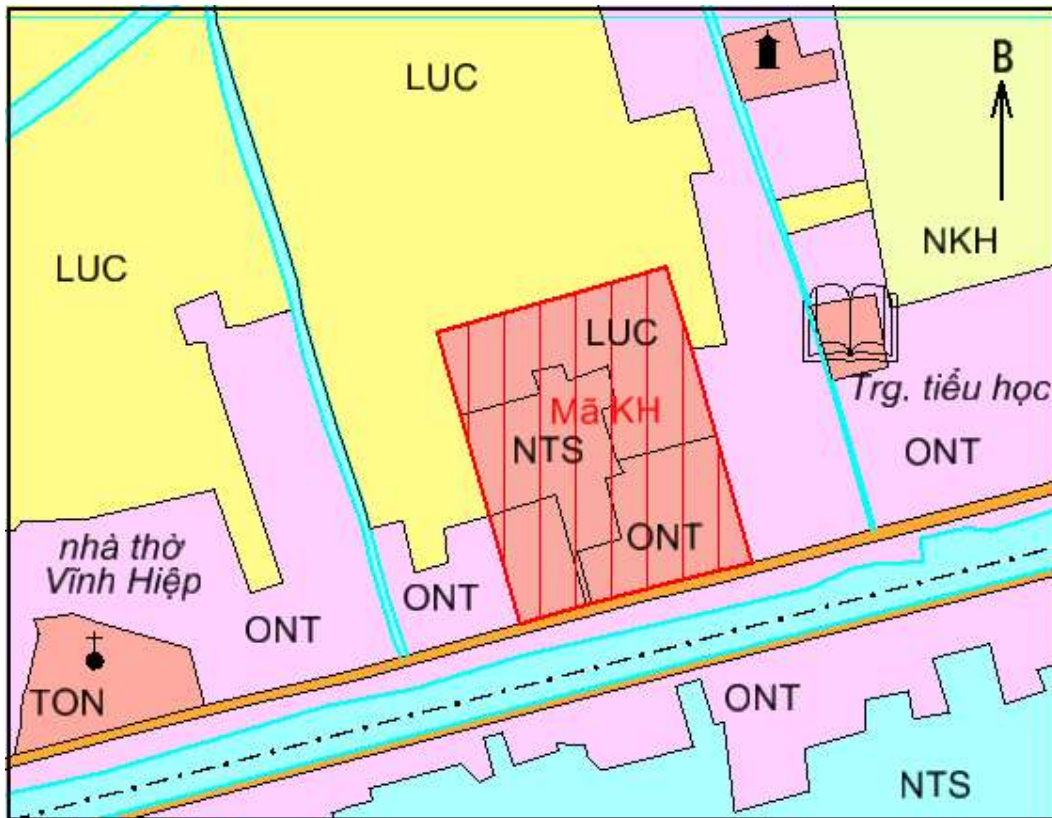 LUC
B
LUC
NKH
LUC
Trg. tiểu học
Mã KH
NTS
ONT
ONT
nhà thờ
Vĩnh Hiệp
ONT
ONT
TON
ONT
NTS